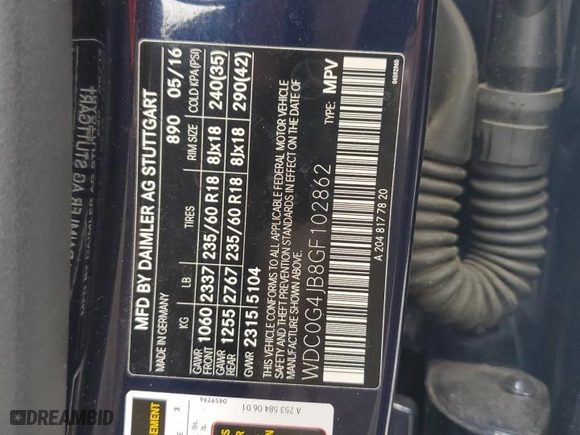 MFD BY DAIMLER AG STUTTGART
MADE IN GERMANY 890 05/16
KG LB TIRES RIM SIZE COLD KPA(PSI)
GAWR FRONT 1060 2337 235/60 R18 8Jx18 240(35)
GAWR REAR 1255 2767 235/60 R18 8Jx18 290(42)
GVWR 2315 5104
THIS VEHICLE CONFORMS TO ALL APPLICABLE FEDERAL MOTOR VEHICLE
SAFETY AND THEFT PREVENTION STANDARDS IN EFFECT ON THE DATE OF
MANUFACTURE SHOWN ABOVE.
WDC0G4JB8GF102862 TYPE: MPV
A 204 817 78 20
A 253 584 06 01
DREAMBID